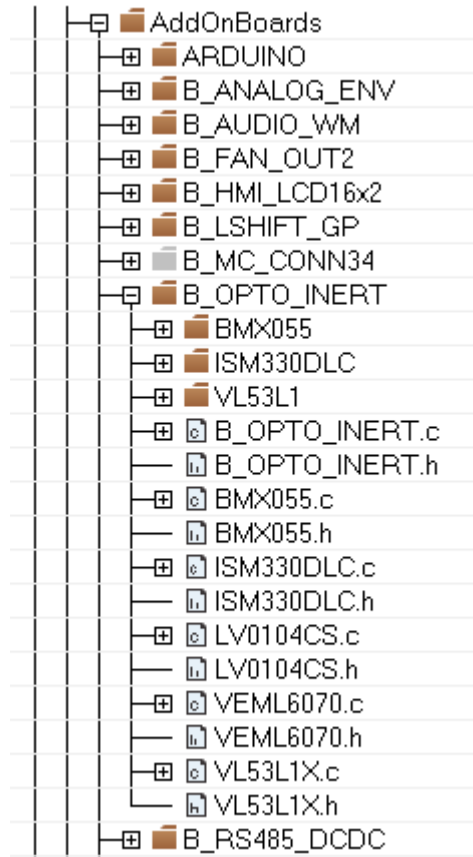 AddOnBoards
ARDUINO
B_ANALOG_ENV
B_AUDIO_WM
B_FAN_OUT2
B_HMI_LCD16x2
B_LSHIFT_GP
B_MC_CONN34
B_OPTO_INERT
BMX055
ISM330DLC
VL53L1
B_OPTO_INERT.c
B_OPTO_INERT.h
BMX055.c
BMX055.h
ISM330DLC.c
ISM330DLC.h
LV0104CS.c
LV0104CS.h
VEML6070.c
VEML6070.h
VL53L1X.c
VL53L1X.h
B_RS485_DCDC